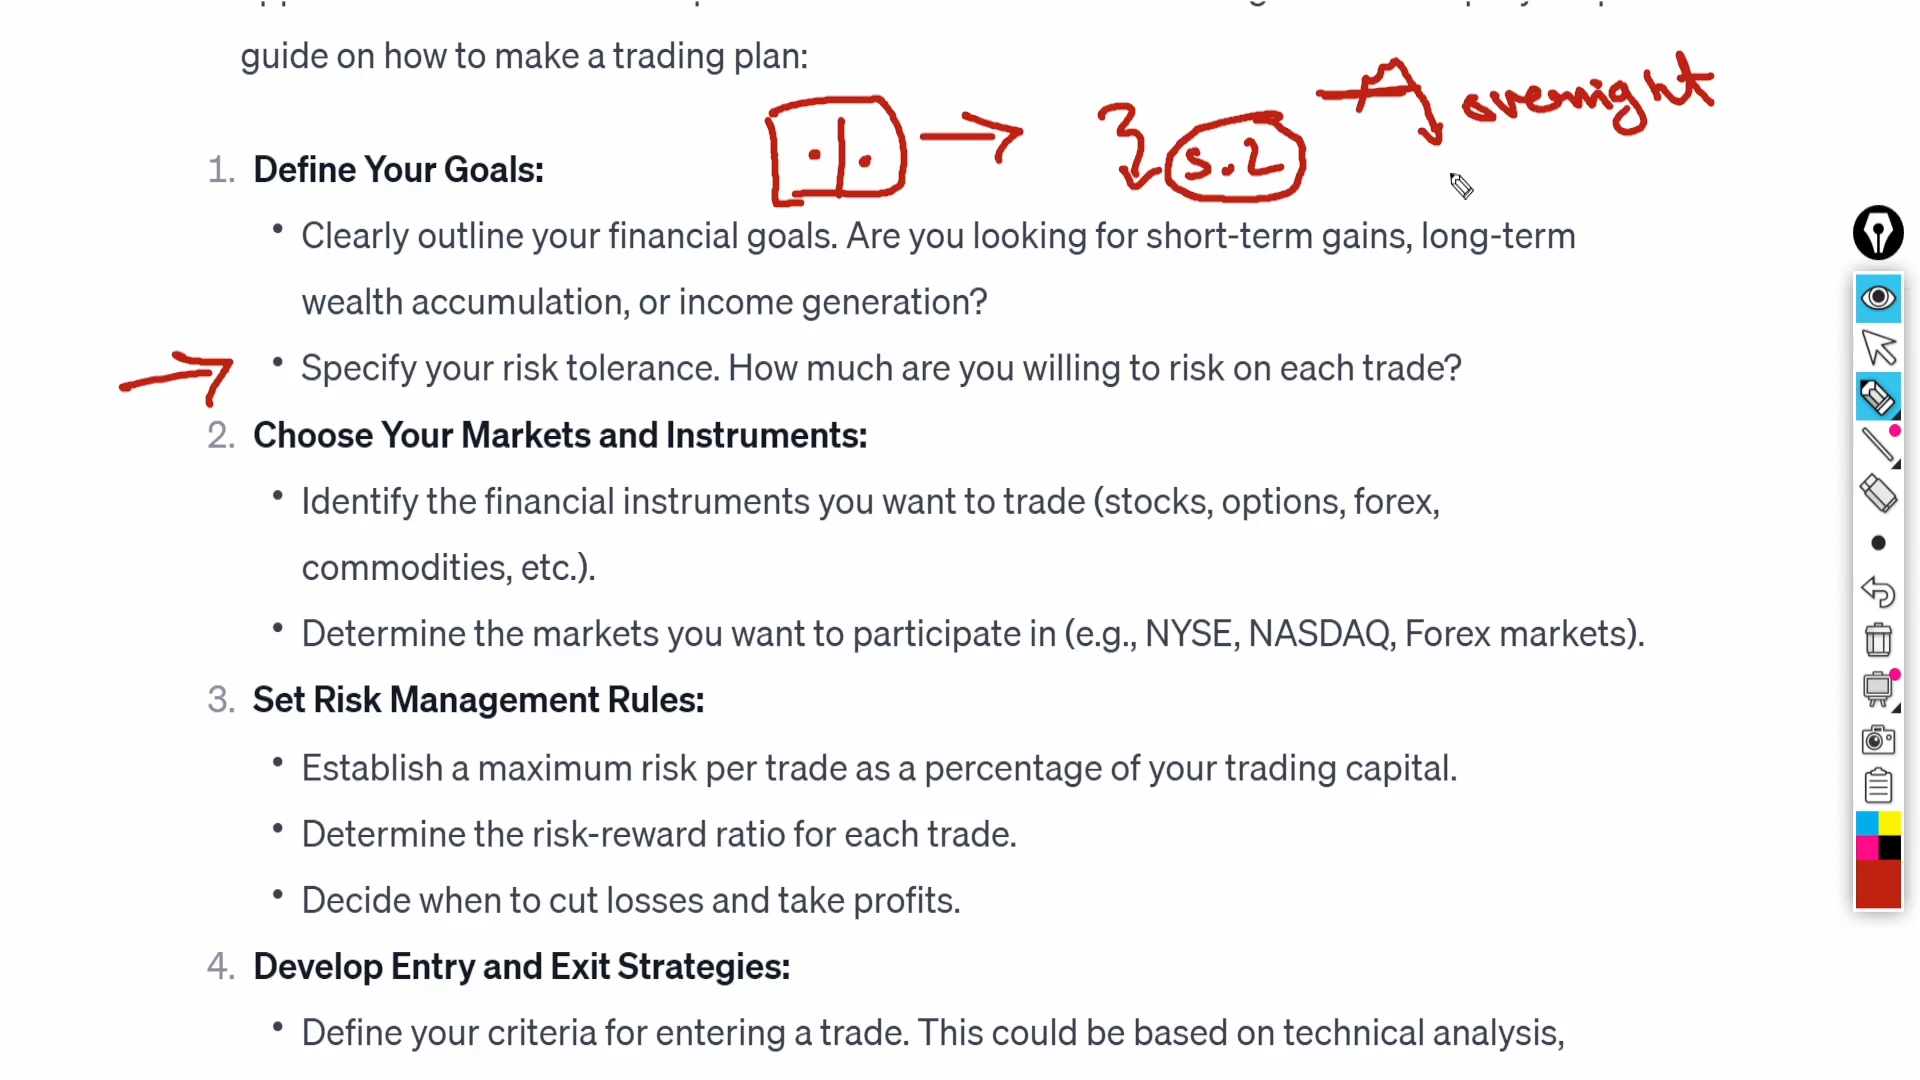 guide on how to make a trading plan:
overnight
s.2
1. Define Your Goals:
• Clearly outline your financial goals. Are you looking for short-term gains, long-term
wealth accumulation, or income generation?
• Specify your risk tolerance. How much are you willing to risk on each trade?
2. Choose Your Markets and Instruments:
• Identify the financial instruments you want to trade (stocks, options, forex,
commodities, etc.).
• Determine the markets you want to participate in (e.g., NYSE, NASDAQ, Forex markets).
3. Set Risk Management Rules:
• Establish a maximum risk per trade as a percentage of your trading capital.
• Determine the risk-reward ratio for each trade.
• Decide when to cut losses and take profits.
4. Develop Entry and Exit Strategies:
• Define your criteria for entering a trade. This could be based on technical analysis,